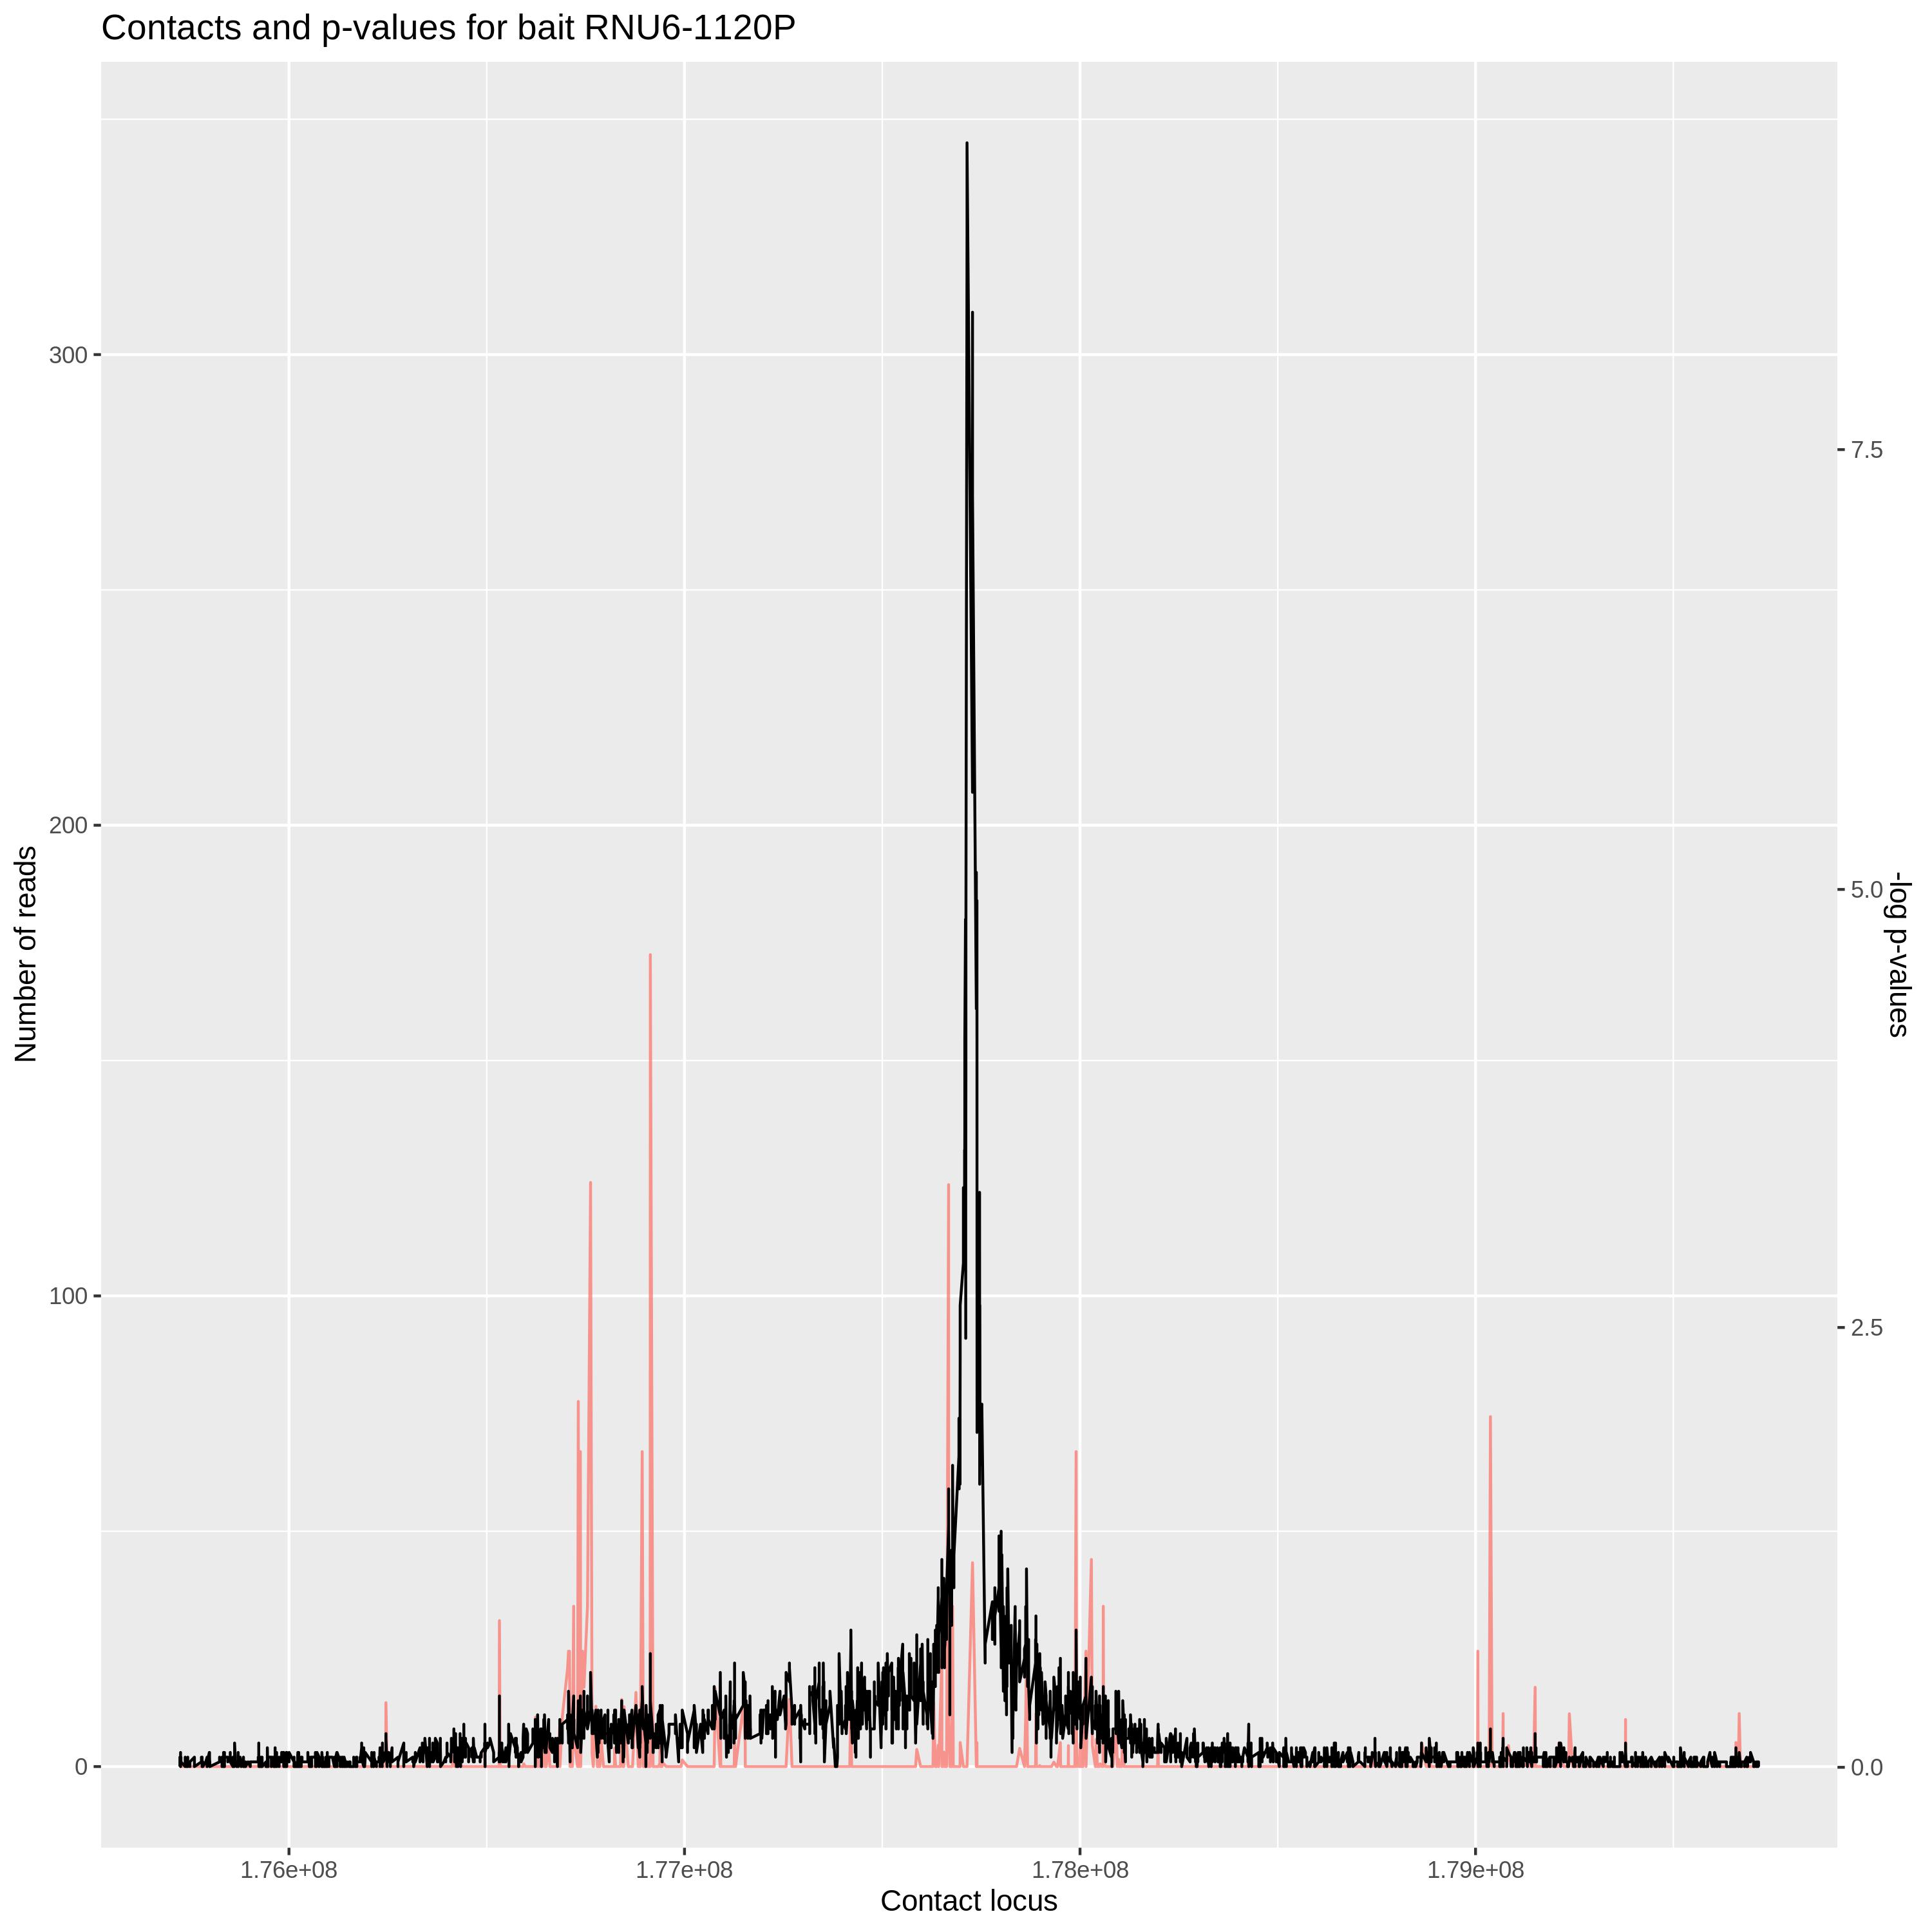 Contacts and p-values for bait RNU6-1120P
300
200
100
0
Number of reads
7.5
5.0
2.5
0.0
-log p-values
1.76e+08
1.77e+08
1.78e+08
1.79e+08
Contact locus